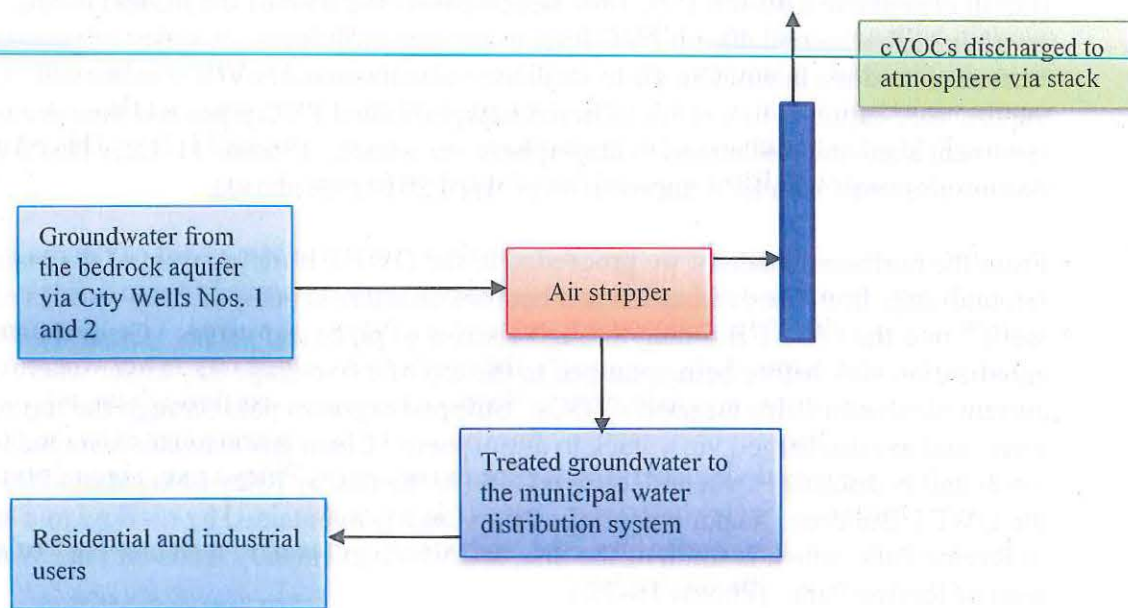 cVOCs discharged to
atmosphere via stack
Groundwater from
the bedrock aquifer
via City Wells Nos. 1
and 2
Air stripper
Treated groundwater to
the municipal water
distribution system
Residential and industrial
users